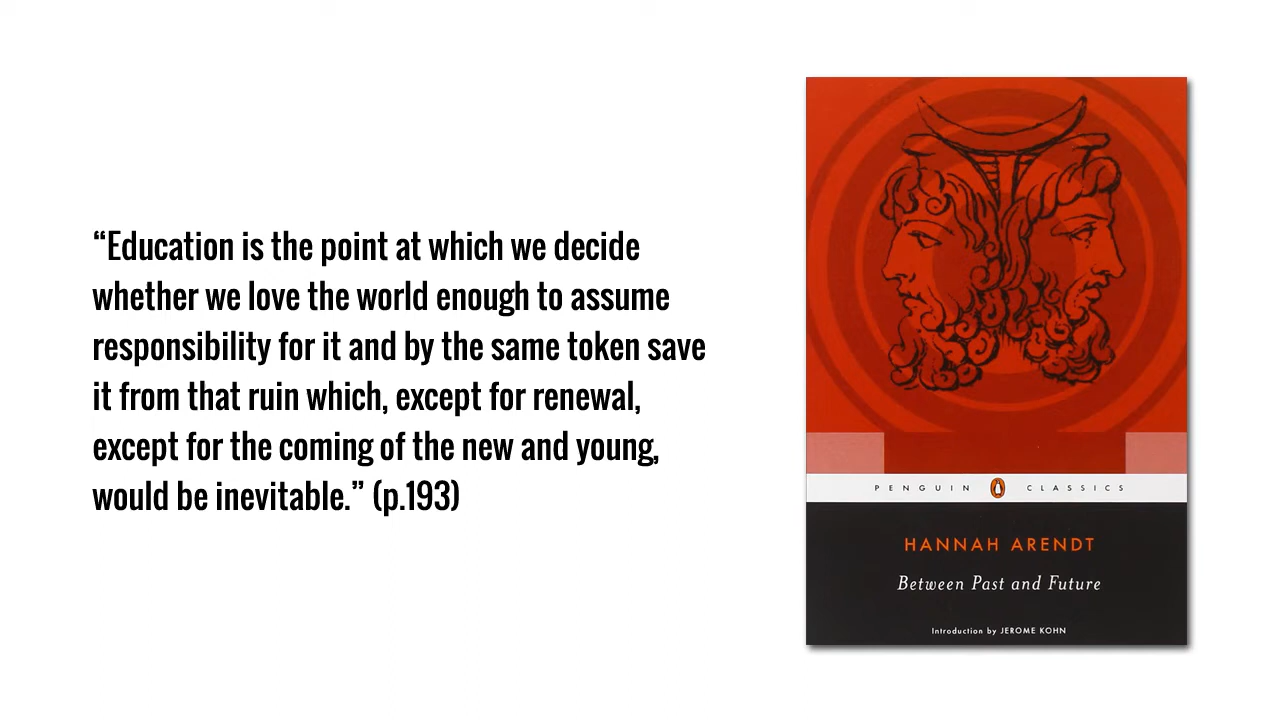 “Education is the point at which we decide
whether we love the world enough to assume
responsibility for it and by the same token save
it from that ruin which, except for renewal,
except for the coming of the new and young,
would be inevitable.” (p.193)
PENGUIN CLASSICS
HANNAH ARENDT
Between Past and Future
Introduction by JEROME KOHN